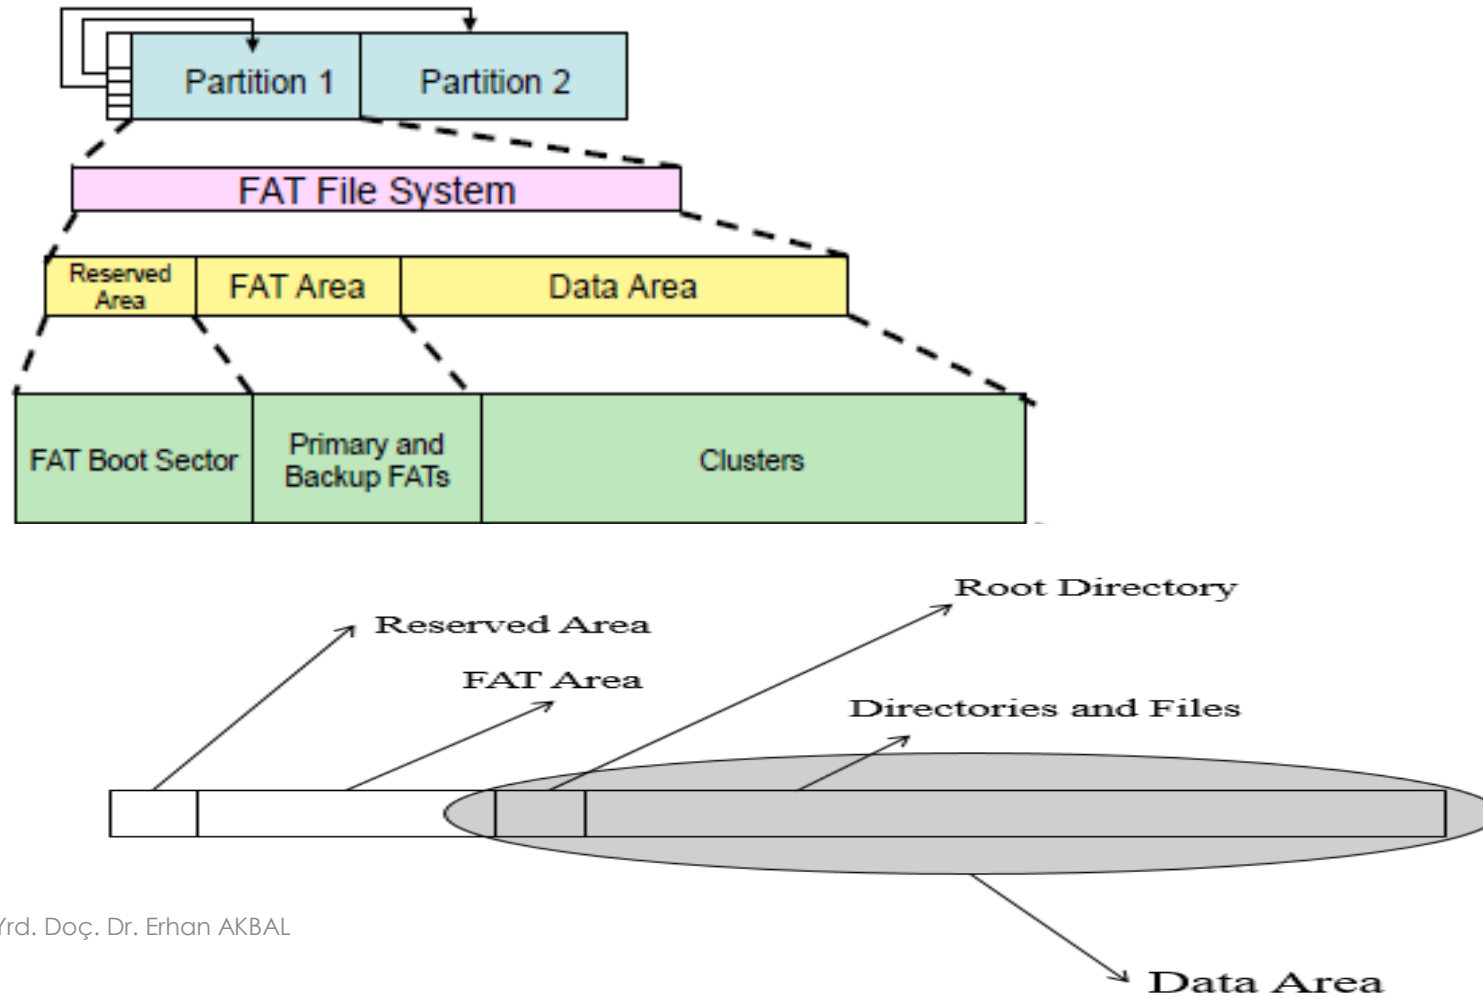 Partition 1
Partition 2
FAT File System
Reserved
Area
FAT Area
Data Area
FAT Boot Sector
Primary and
Backup FATs
Clusters
Root Directory
Reserved Area
FAT Area
Directories and Files
Yrd. Doç. Dr. Erhan AKBAL
Data Area